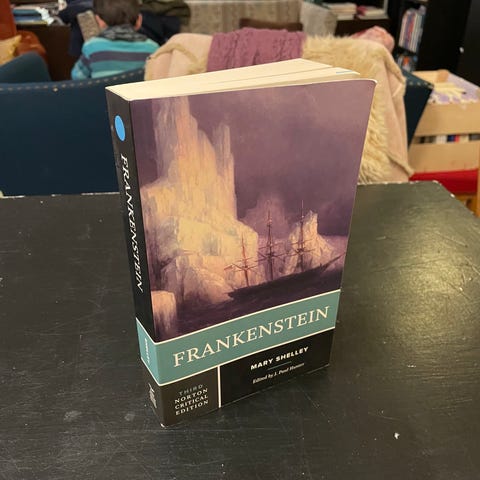 FRANKENSTEIN
FRANKENSTEIN
MARY SHELLEY
Edited by J. Paul Hunter
THIRD
NORTON
CRITICAL
EDITION